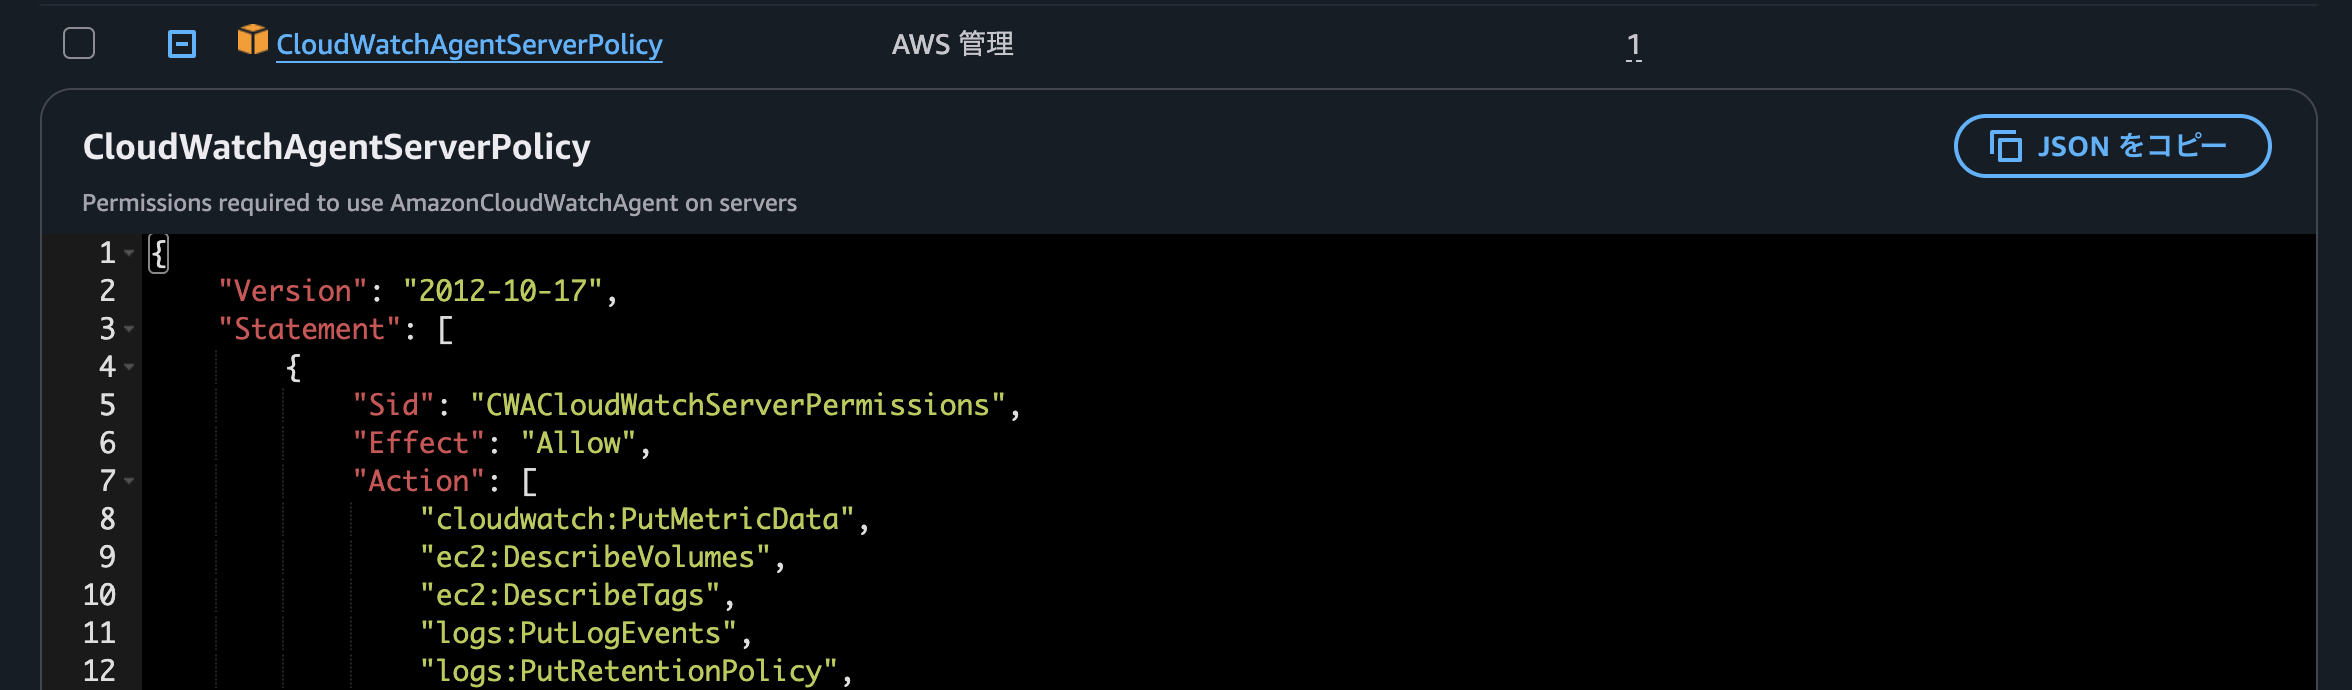 CloudWatchAgentServerPolicy AWS 管理 1
CloudWatchAgentServerPolicy
JSON をコピー
Permissions required to use AmazonCloudWatchAgent on servers
1 {
2 "Version": "2012-10-17",
3 "Statement": [
4 {
5 "Sid": "CWACloudWatchServerPermissions",
6 "Effect": "Allow",
7 "Action": [
8 "cloudwatch:PutMetricData",
9 "ec2:DescribeVolumes",
10 "ec2:DescribeTags",
11 "logs:PutLogEvents",
12 "logs:PutRetentionPolicy",